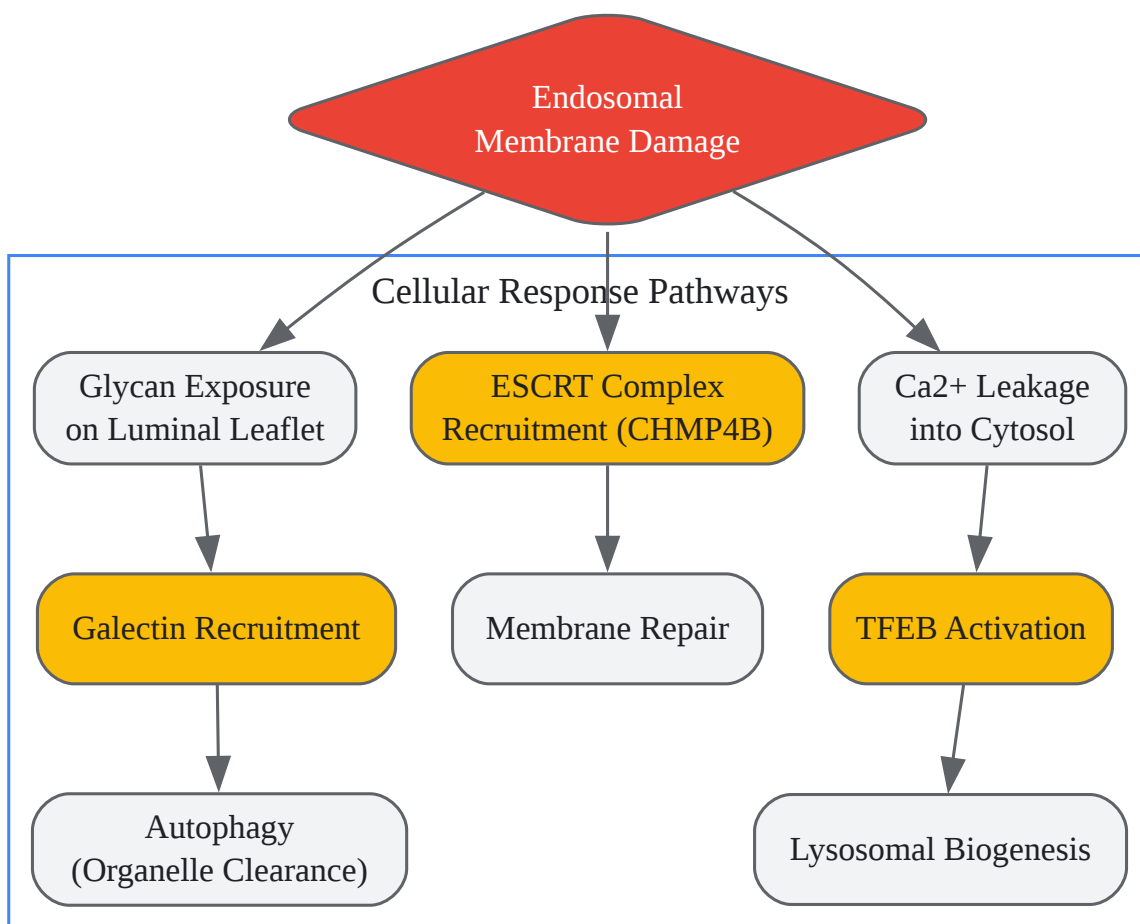 Endosomal
Membrane Damage
Cellular Response Pathways
Glycan Exposure
on Luminal Leaflet
ESCRT Complex
Recruitment (CHMP4B)
Ca2+ Leakage
into Cytosol
Galectin Recruitment
Membrane Repair
TFEB Activation
Autophagy
(Organelle Clearance)
Lysosomal Biogenesis